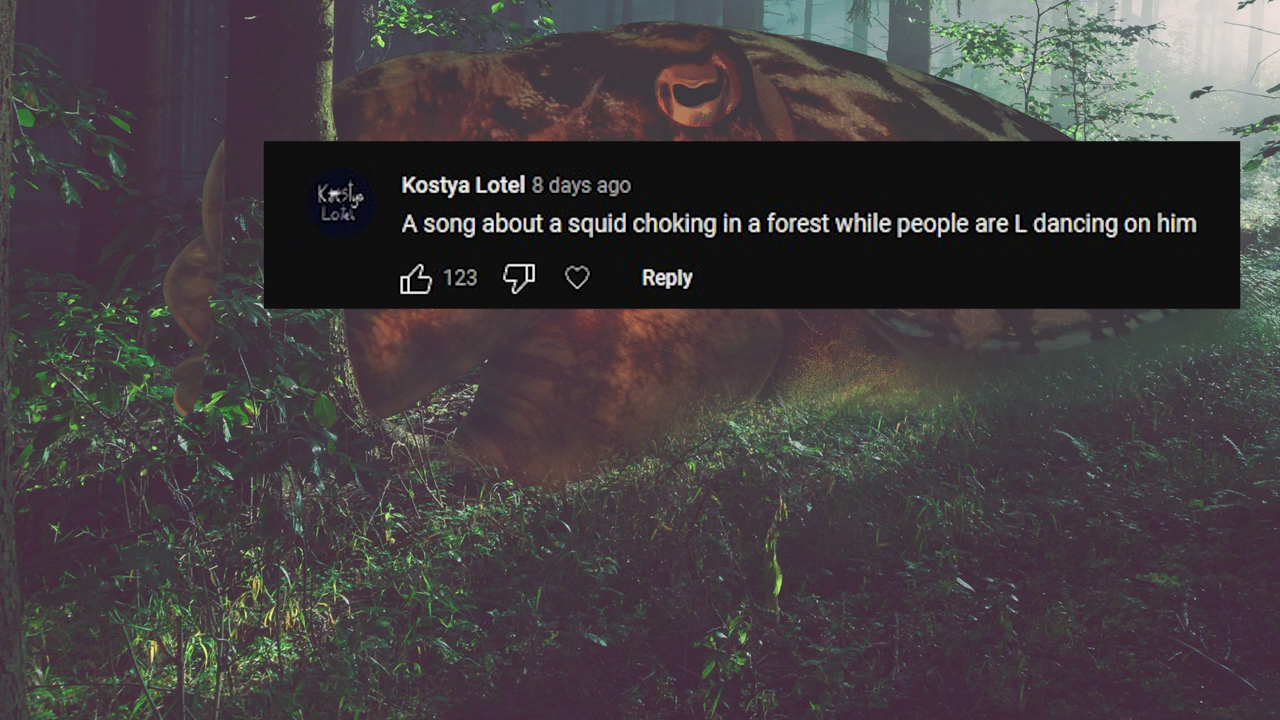 Kostya
Lotel
Kostya Lotel 8 days ago
A song about a squid choking in a forest while people are L dancing on him
123 Reply